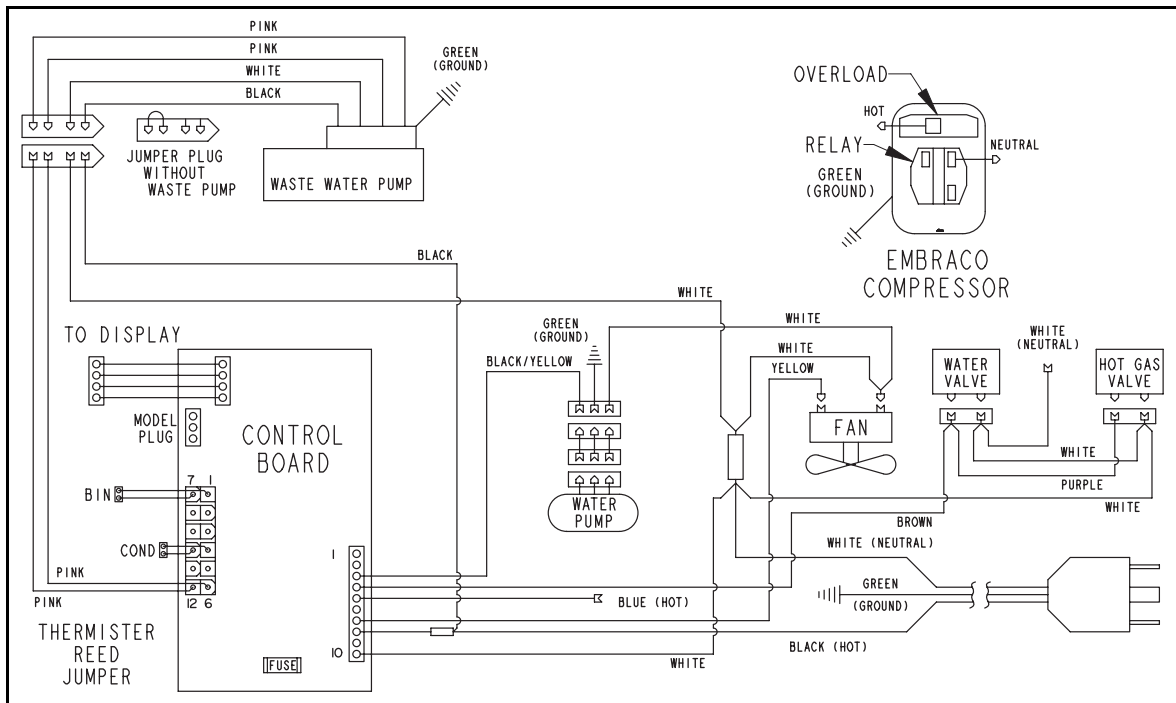 PINK
PINK
WHITE
BLACK
GREEN
(GROUND)
JUMPER PLUG
WITHOUT
WASTE PUMP
WASTE WATER PUMP
OVERLOAD
HOT
RELAY
NEUTRAL
GREEN
(GROUND)
EMBRACO
COMPRESSOR
BLACK
WHITE
TO DISPLAY
GREEN
(GROUND)
BLACK/YELLOW
WHITE
WHITE
YELLOW
WHITE
(NEUTRAL)
WATER
VALVE
HOT GAS
VALVE
MODEL
PLUG
CONTROL
BOARD
FAN
WHITE
PURPLE
WHITE
BIN
7 1
WATER
PUMP
BROWN
COND
1
WHITE (NEUTRAL)
PINK
PINK
12 6
BLUE (HOT)
GREEN
(GROUND)
THERMISTER
REED
JUMPER
FUSE
10
WHITE
BLACK (HOT)